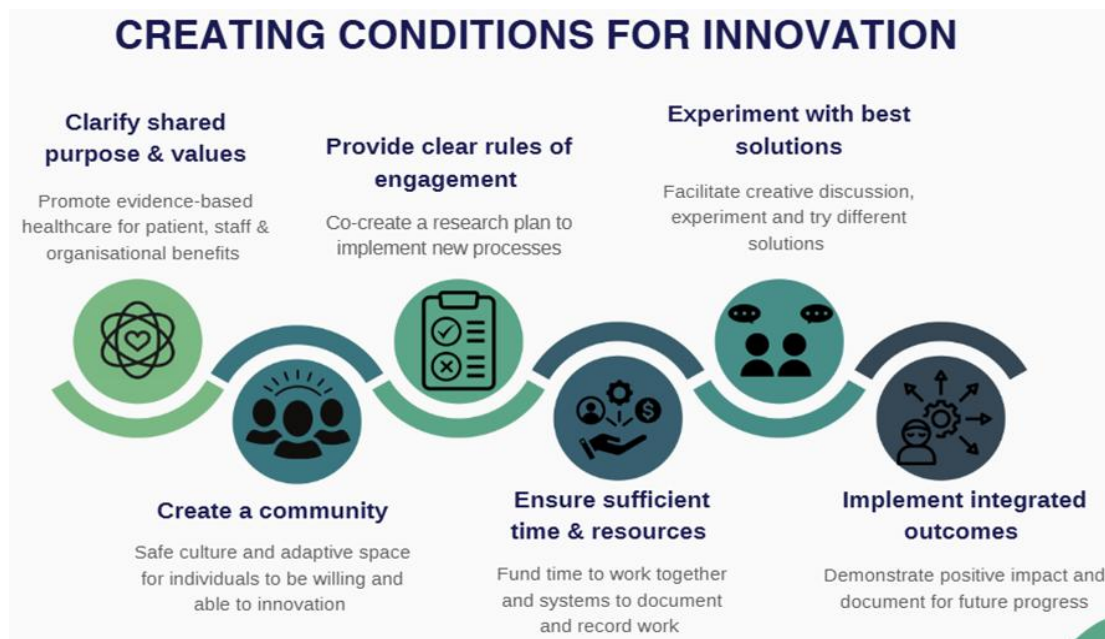 CREATING CONDITIONS FOR INNOVATION
Clarify shared
purpose & values
Promote evidence-based
healthcare for patient, staff &
organisational benefits
Create a community
Safe culture and adaptive space
for individuals to be willing and
able to innovation
Provide clear rules of
engagement
Co-create a research plan to
implement new processes
Ensure sufficient
time & resources
Fund time to work together
and systems to document
and record work
Experiment with best
solutions
Facilitate creative discussion,
experiment and try different
solutions
Implement integrated
outcomes
Demonstrate positive impact and
document for future progress